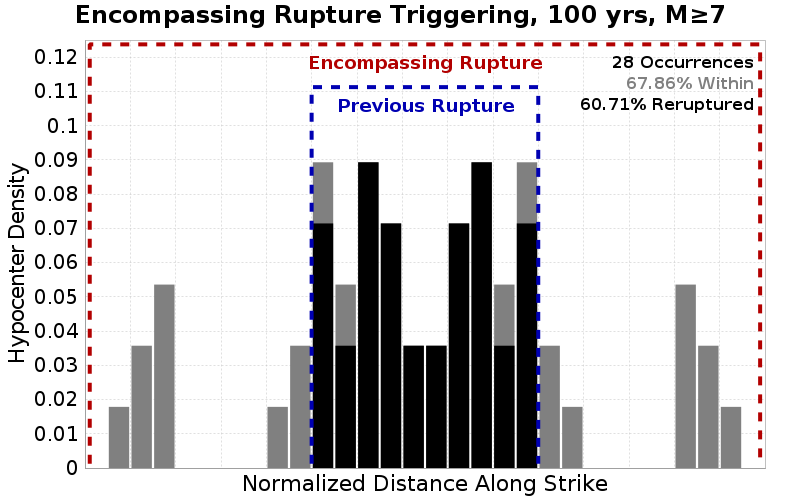 Encompassing Rupture Triggering, 100 yrs, M≥7
Encompassing Rupture
28 Occurrences
67.86% Within
Previous Rupture
60.71% Reruptured
Hypocenter Density
0.12
0.11
0.1
0.09
0.08
0.07
0.06
0.05
0.04
0.03
0.02
0.01
0
Normalized Distance Along Strike